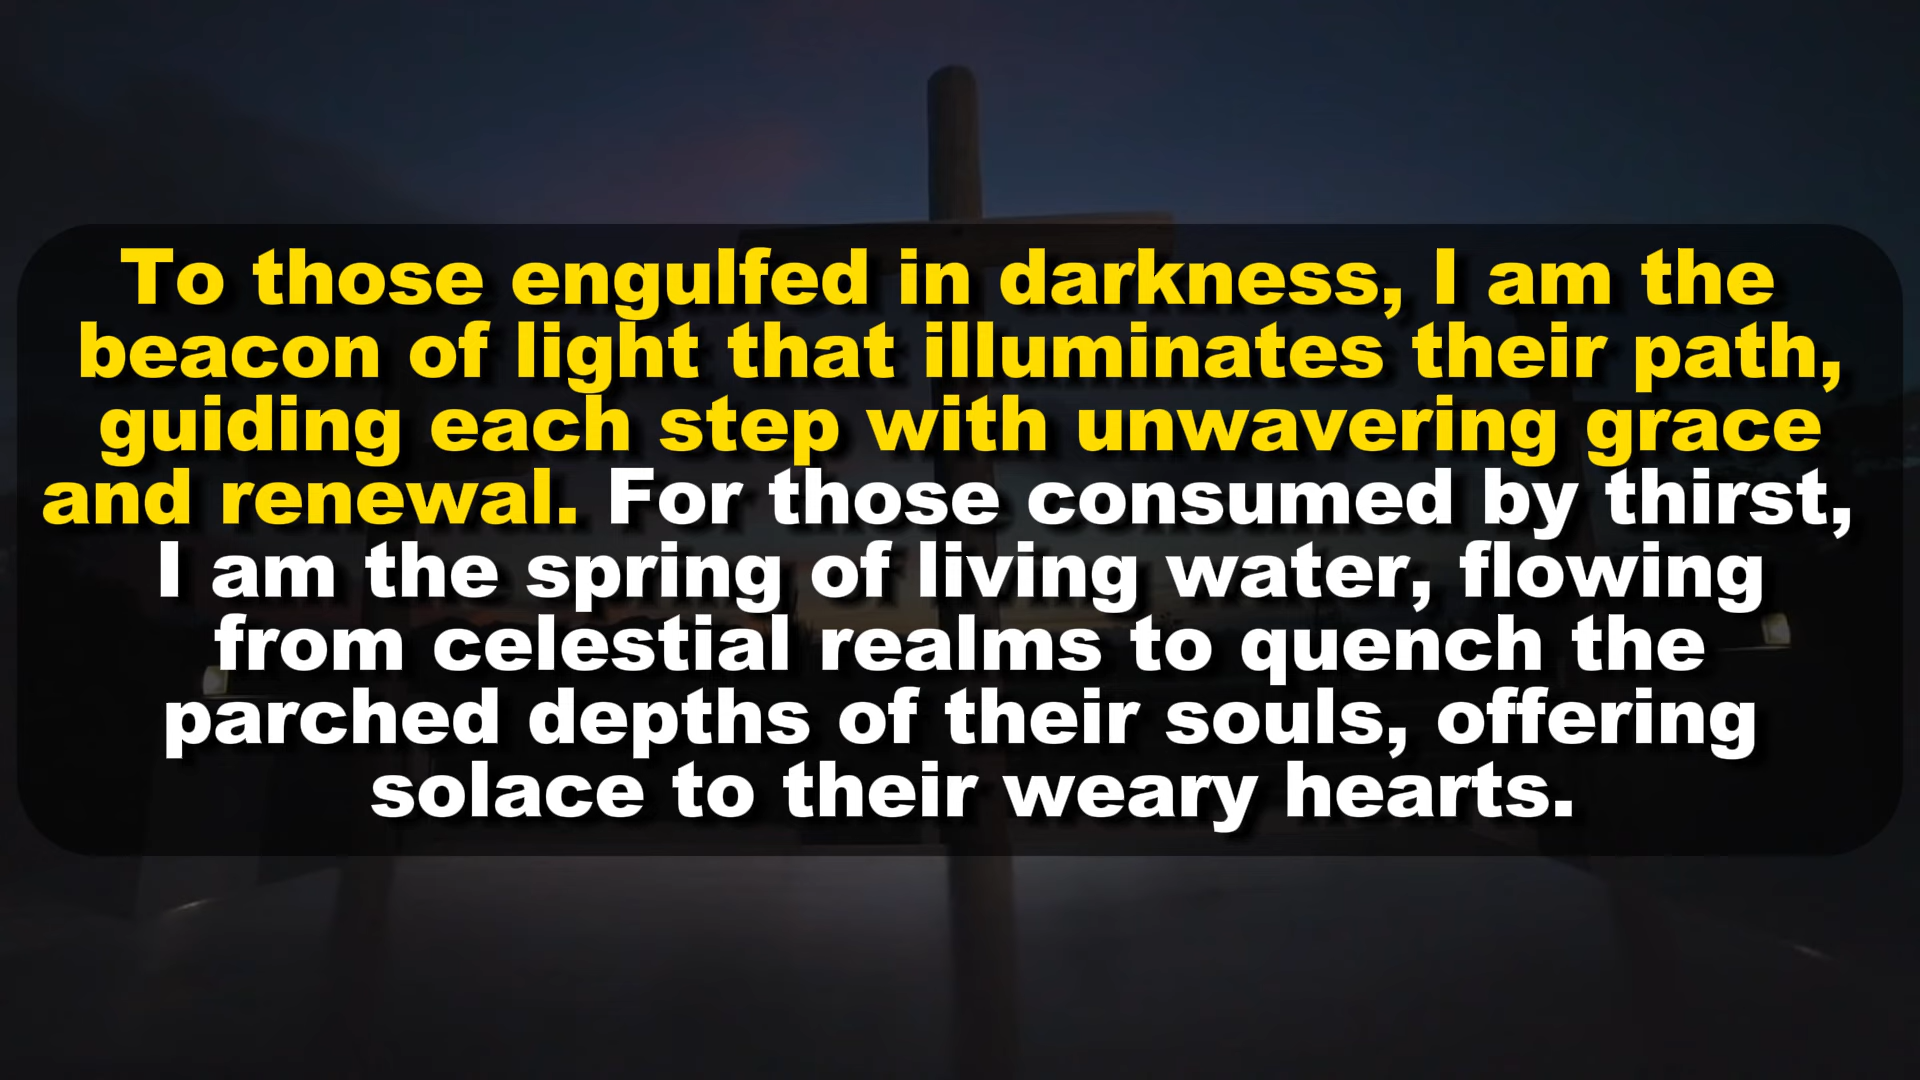 To those engulfed in darkness, I am the
beacon of light that illuminates their path,
guiding each step with unwavering grace
and renewal. For those consumed by thirst,
I am the spring of living water, flowing
from celestial realms to quench the
parched depths of their souls, offering
solace to their weary hearts.